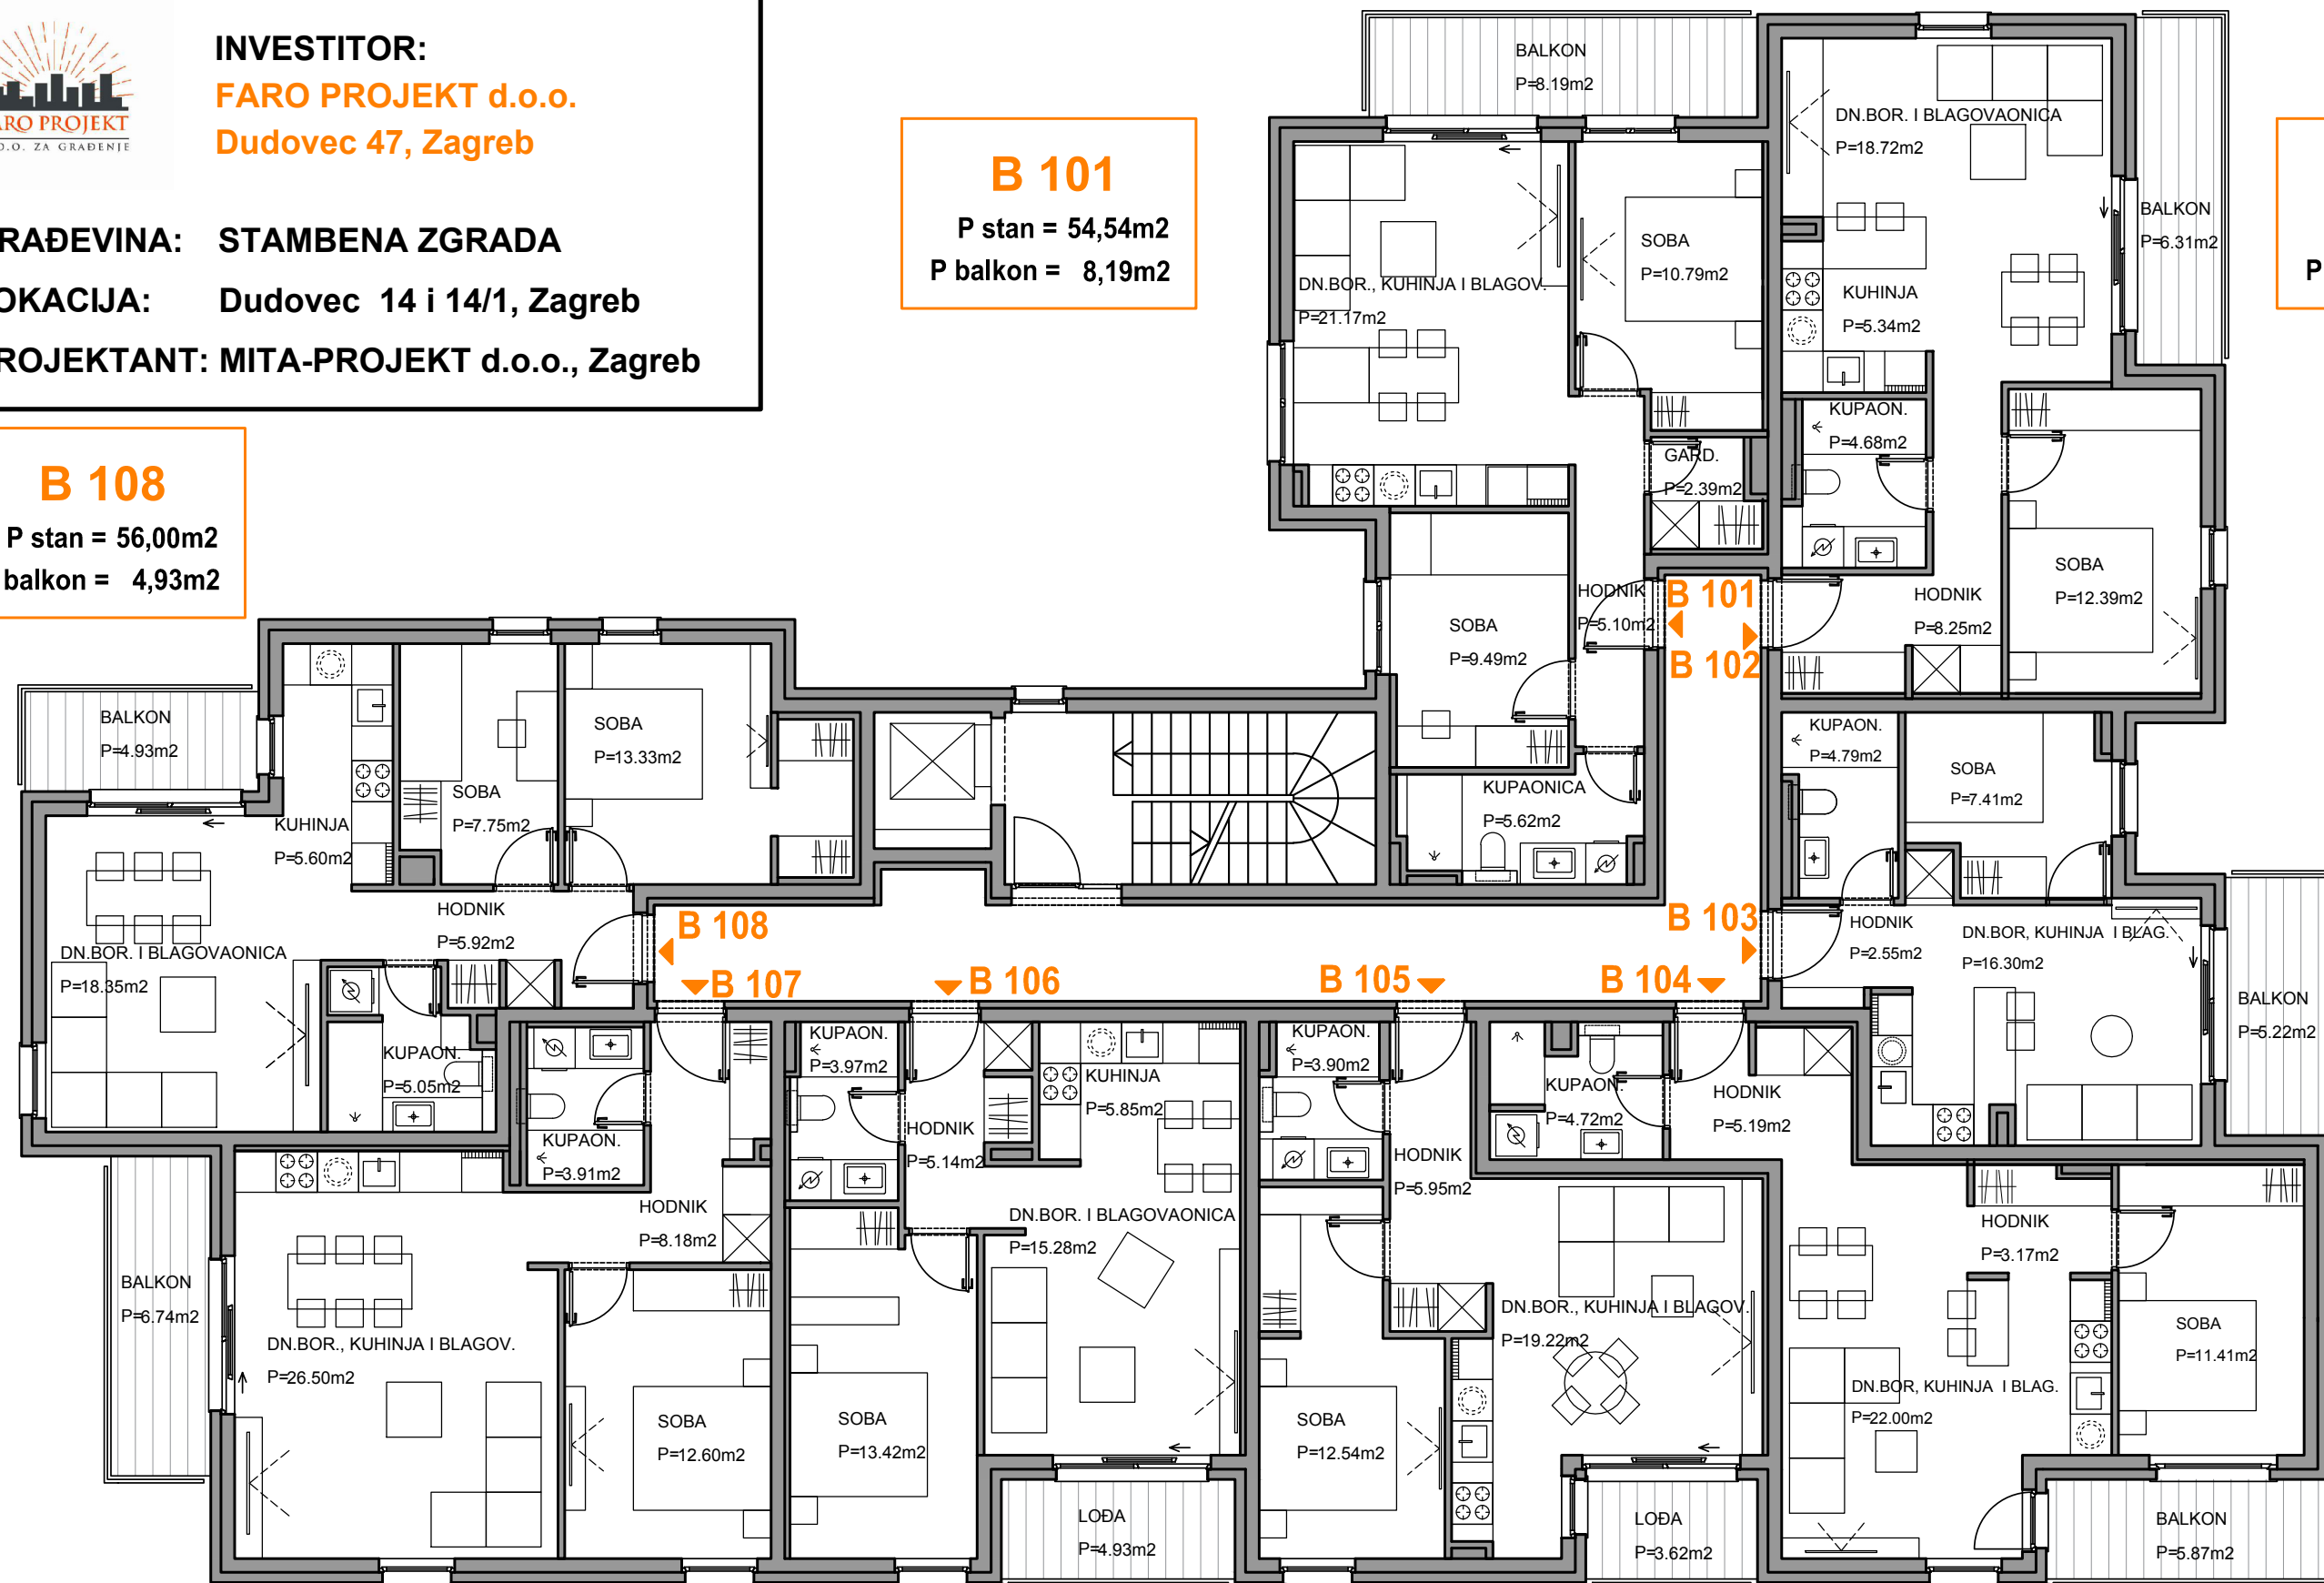 ARO PROJEKT
D.O.O. ZA GRAĐENJE
INVESTITOR:
FARO PROJEKT d.o.o.
Dudovec 47, Zagreb
RAĐEVINA: STAMBENA ZGRADA
OKACIJA: Dudovec 14 i 14/1, Zagreb
ROJEKTANT: MITA-PROJEKT d.o.o., Zagreb
B 101
P stan = 54,54m2
P balkon = 8,19m2
P
B 108
P stan = 56,00m2
balkon = 4,93m2
BALKON
P=8.19m2
DN.BOR., KUHINJA I BLAGOV.
P=21.17m2
SOBA
P=10.79m2
GARD.
P=2.39m2
SOBA
P=9.49m2
HODNIK
P=5.10m2
KUPAONICA
P=5.62m2
DN.BOR. I BLAGOVAONICA
P=18.72m2
BALKON
P=6.31m2
KUHINJA
P=5.34m2
KUPAON.
P=4.68m2
SOBA
P=12.39m2
HODNIK
P=8.25m2
B 101
B 102
KUPAON.
P=4.79m2
SOBA
P=7.41m2
HODNIK
P=2.55m2
DN.BOR, KUHINJA I BLAG.
P=16.30m2
BALKON
P=5.22m2
B 103
B 104
B 105
B 106
B 107
B 108
BALKON
P=4.93m2
KUHINJA
P=5.60m2
SOBA
P=7.75m2
SOBA
P=13.33m2
HODNIK
P=5.92m2
DN.BOR. I BLAGOVAONICA
P=18.35m2
KUPAON.
P=5.05m2
KUPAON.
P=3.91m2
HODNIK
P=8.18m2
BALKON
P=6.74m2
DN.BOR., KUHINJA I BLAGOV.
P=26.50m2
SOBA
P=12.60m2
KUPAON.
P=3.97m2
KUHINJA
P=5.85m2
HODNIK
P=5.14m2
DN.BOR. I BLAGOVAONICA
P=15.28m2
SOBA
P=13.42m2
LOĐA
P=4.93m2
KUPAON.
P=3.90m2
HODNIK
P=5.95m2
DN.BOR., KUHINJA I BLAGOV.
P=19.22m2
SOBA
P=12.54m2
LOĐA
P=3.62m2
KUPAON.
P=4.72m2
HODNIK
P=5.19m2
HODNIK
P=3.17m2
SOBA
P=11.41m2
DN.BOR, KUHINJA I BLAG.
P=22.00m2
BALKON
P=5.87m2